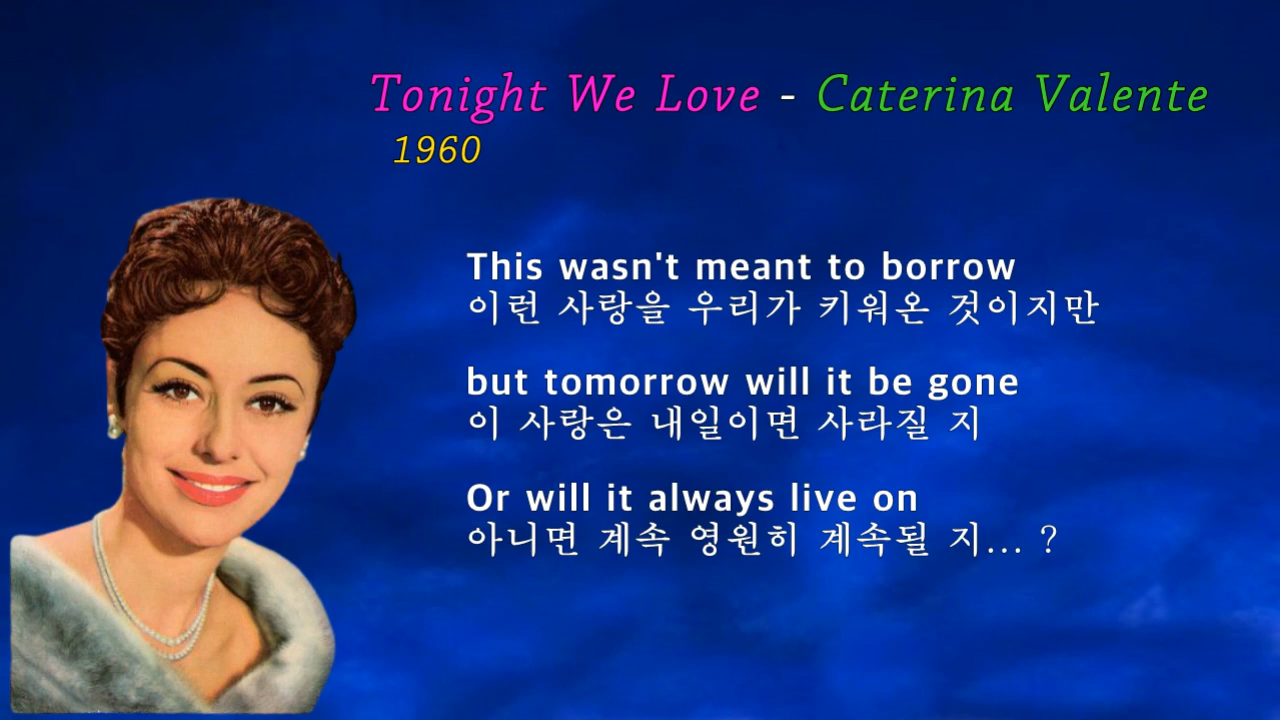 Tonight We Love - Caterina Valente
1960
This wasn't meant to borrow
이런 사랑을 우리가 키워온 것이지만
but tomorrow will it be gone
이 사랑은 내일이면 사라질 지
Or will it always live on
아니면 계속 영원히 계속될 지... ?